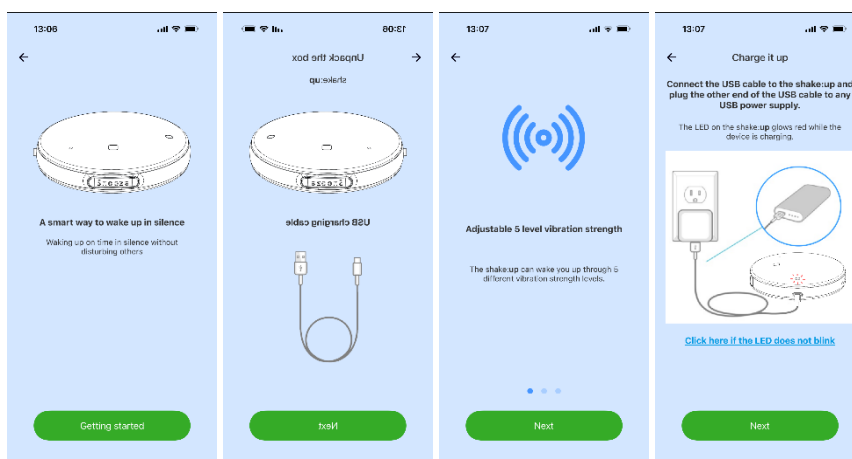 13:06
A smart way to wake up in silence
Waking up on time in silence without
disturbing others
Getting started
13:06
Unpack the box
shake:up
USB charging cable
Next
13:07
Adjustable 5 level vibration strength
The shake:up can wake you up through 5
different vibration strength levels.
Next
13:07
Charge it up
Connect the USB cable to the shake:up and
plug the other end of the USB cable to any
USB power supply.
The LED on the shake.up glows red while the
device is charging.
Click here if the LED does not blink
Next